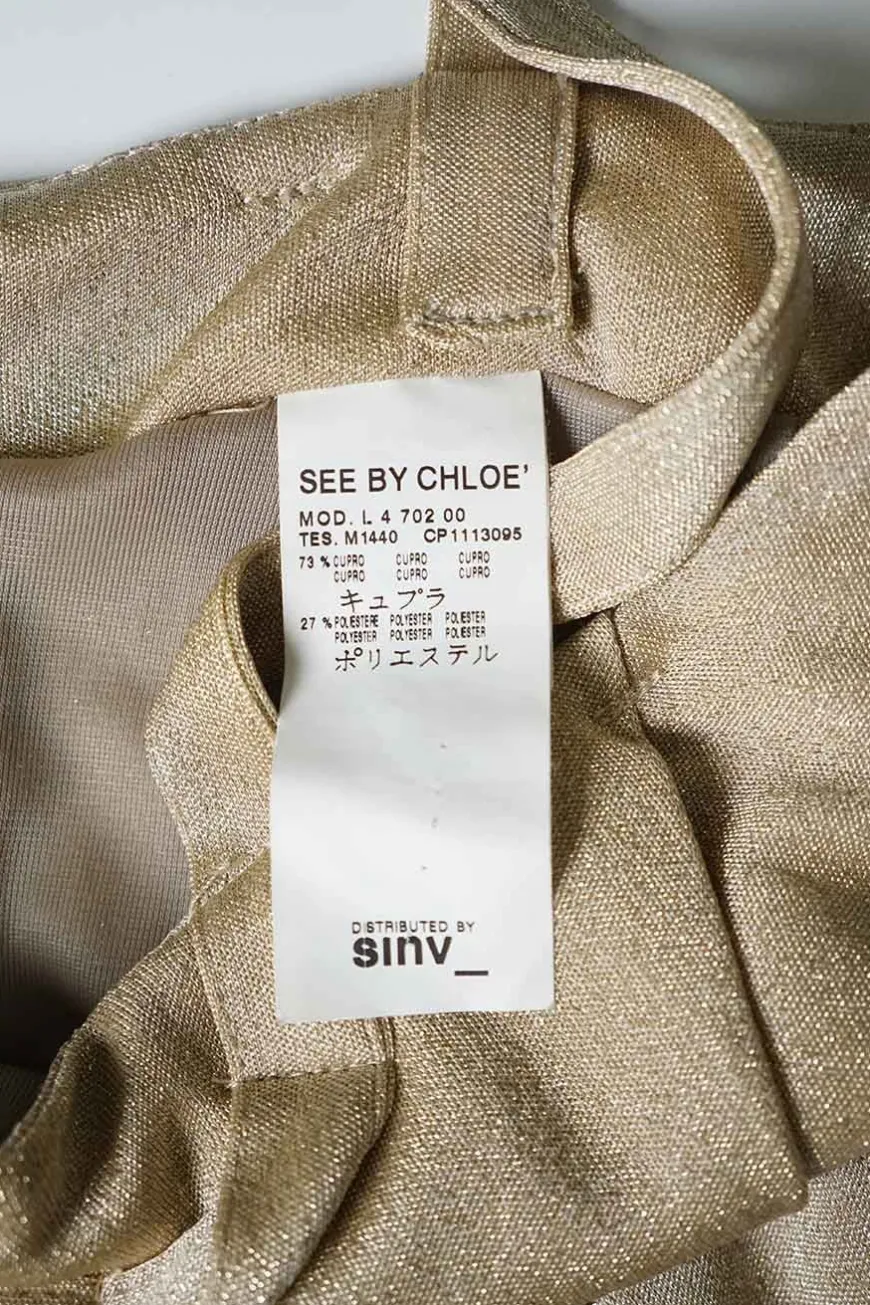 SEE BY CHLOE'
MOD. L 4 702 00
TES. M1440 CP1113095
73 % CUPRO CUPRO CUPRO
CUPRO CUPRO CUPRO
キュプラ
27 % POLIESTERE POLYESTER POLIESTER
POLYESTER POLYESTER POLIESTER
ポリエステル
DISTRIBUTED BY
sinv_